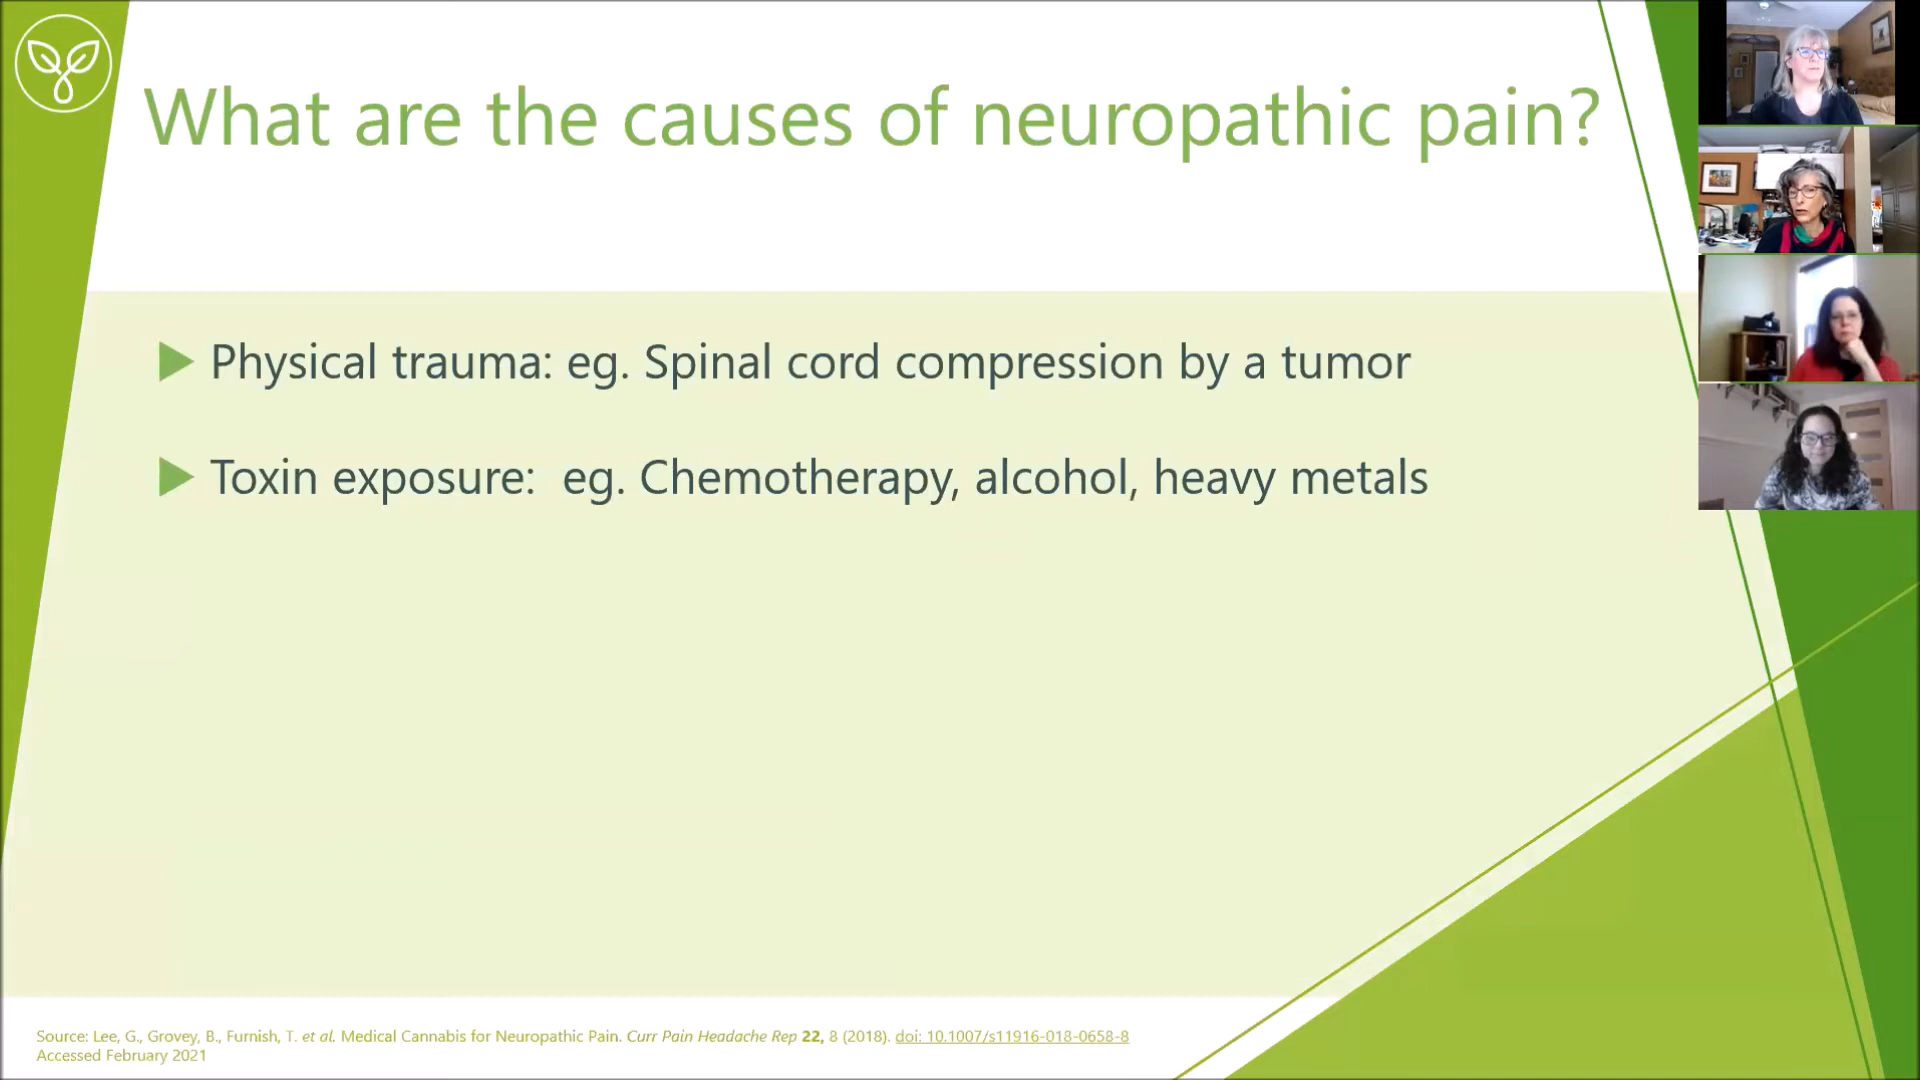 What are the causes of neuropathic pain?
Physical trauma: eg. Spinal cord compression by a tumor
Toxin exposure:  eg. Chemotherapy, alcohol, heavy metals
Source: Lee, G., Grovey, B., Furnish, T. et al. Medical Cannabis for Neuropathic Pain. Curr Pain Headache Rep 22, 8 (2018). doi: 10.1007/s11916-018-0658-8
Accessed February 2021